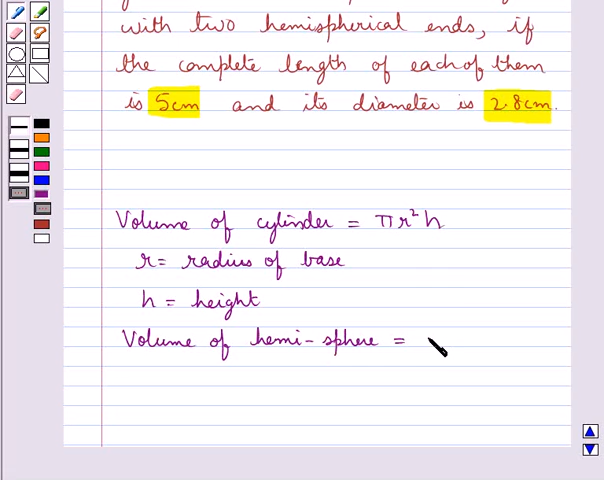 with two hemispherical ends, if
the complete length of each of them
is 5cm and its diameter is 2.8cm.
Volume of cylinder = πr²h
r = radius of base
h = height
Volume of hemi-sphere =